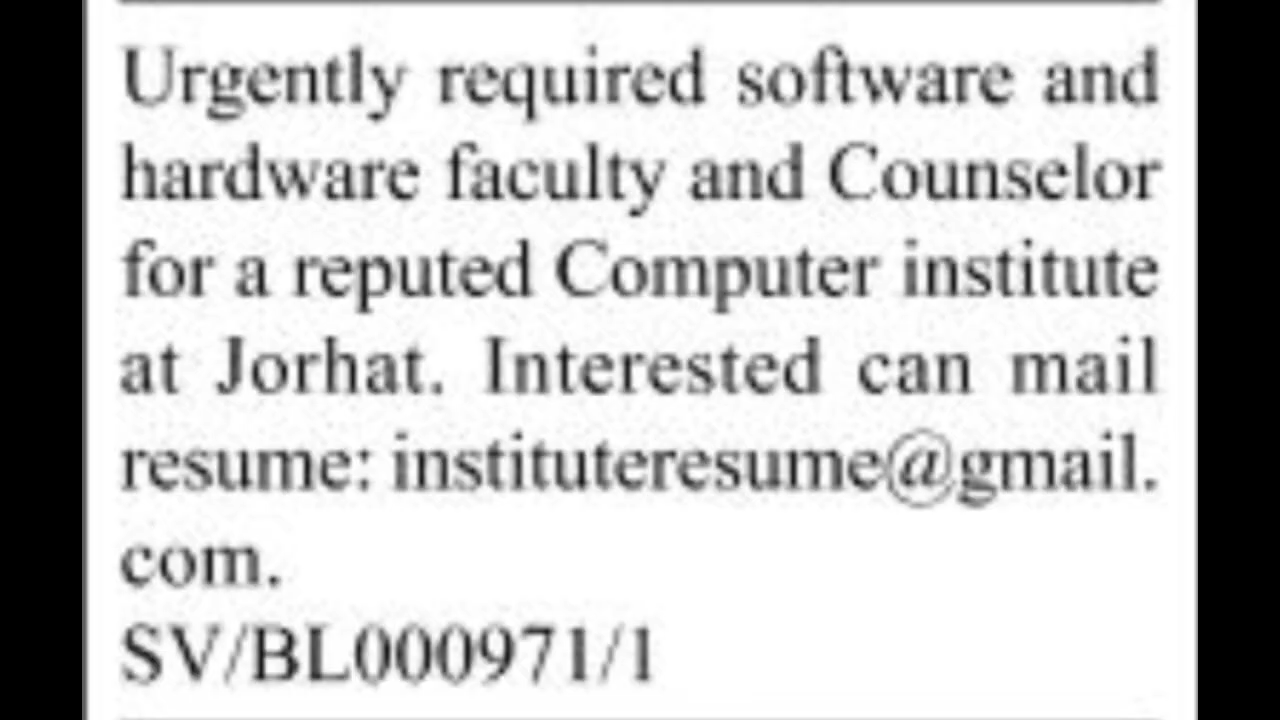 Urgently required software and
hardware faculty and Counselor
for a reputed Computer institute
at Jorhat. Interested can mail
resume: instituteresume@gmail.
com.
SV/BL000971/1